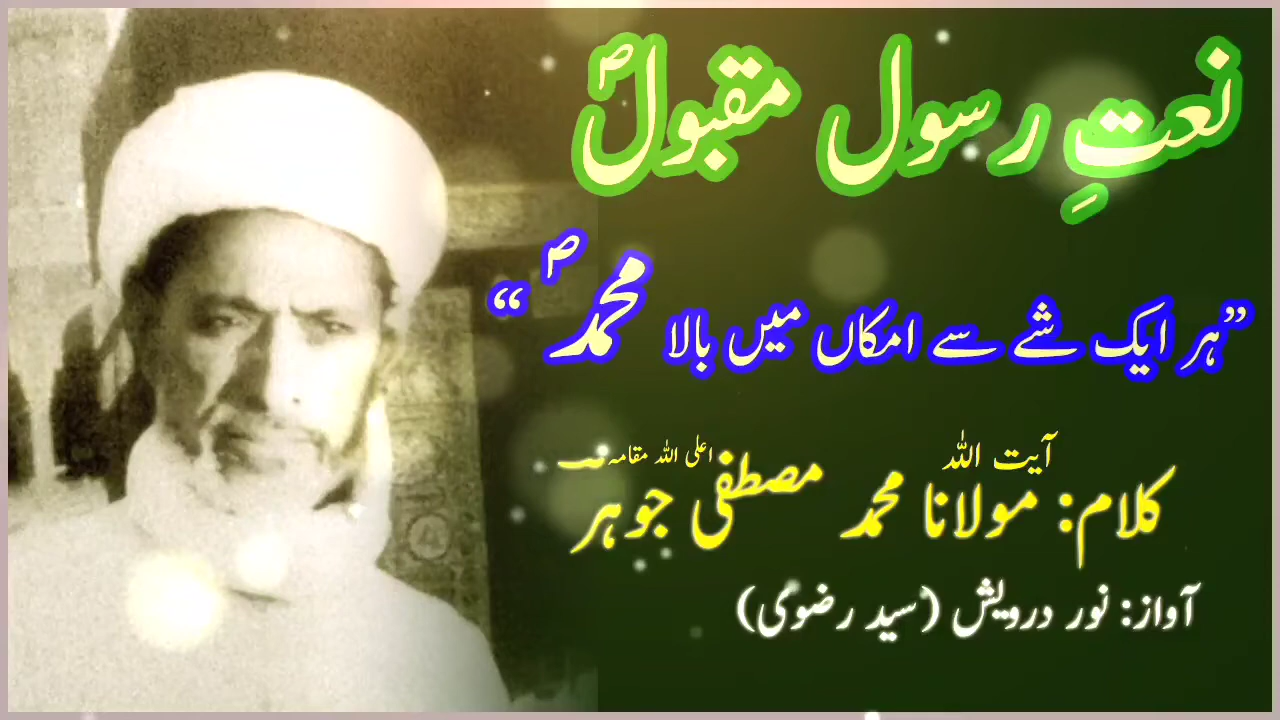 نعتِ رسول مقبولؐ
”ہر ایک شے سے امکاں میں بالا محمدؐ“
کلام: آیت اللہ مولانا محمد مصطفیٰ جوہر اعلی اللہ مقامہ
آواز: نور درویش (سید رضوی)